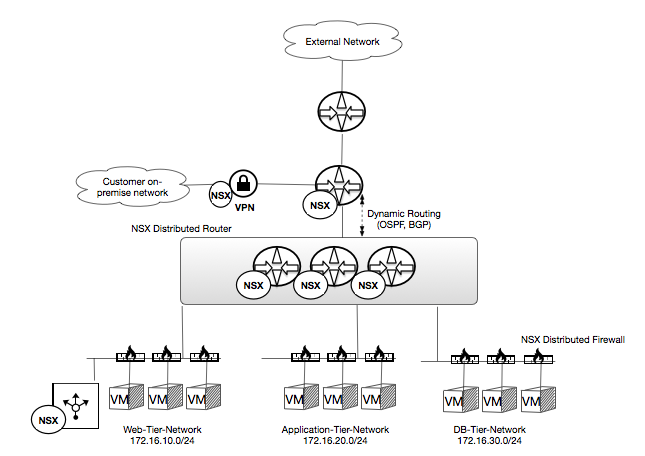 External Network
Customer on-
premise network
NSX
VPN
NSX
Dynamic Routing
(OSPF, BGP)
NSX Distributed Router
NSX
NSX
NSX
NSX Distributed Firewall
VM
VM
VM
VM
VM
VM
VM
VM
VM
NSX
Web-Tier-Network
172.16.10.0/24
Application-Tier-Network
172.16.20.0/24
DB-Tier-Network
172.16.30.0/24